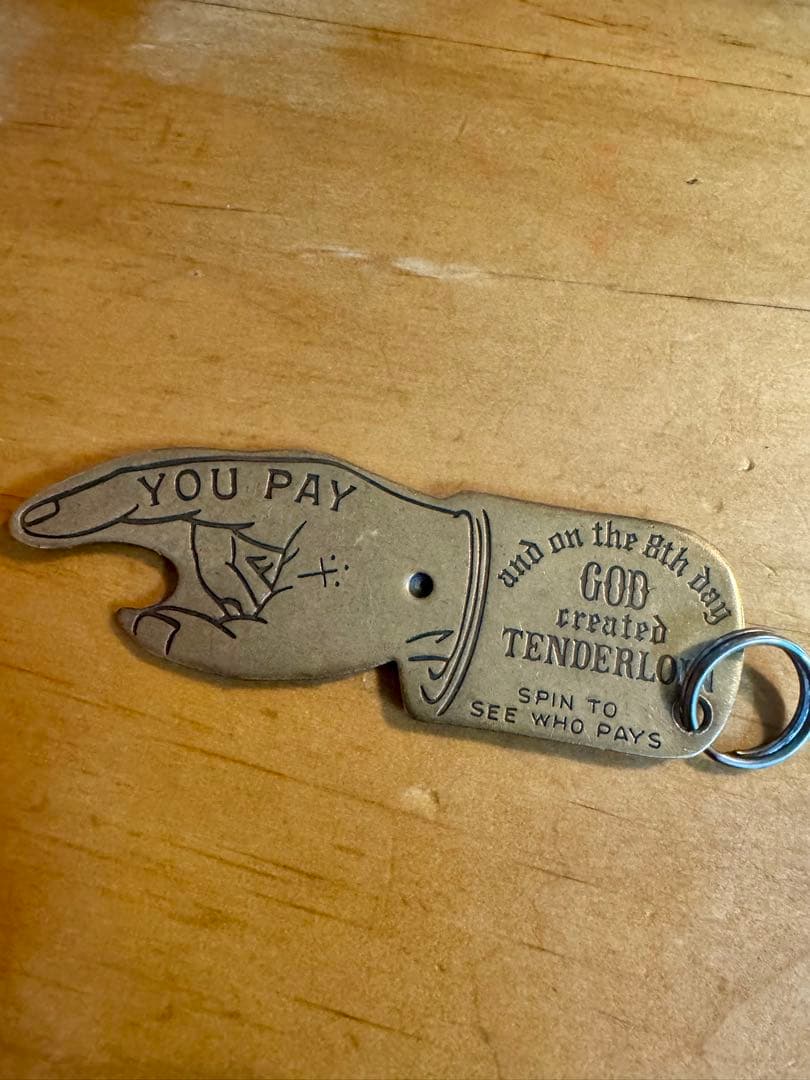 YOU PAY
and on the 8th day
GOD
created
TENDERLOIN
SPIN TO
SEE WHO PAYS